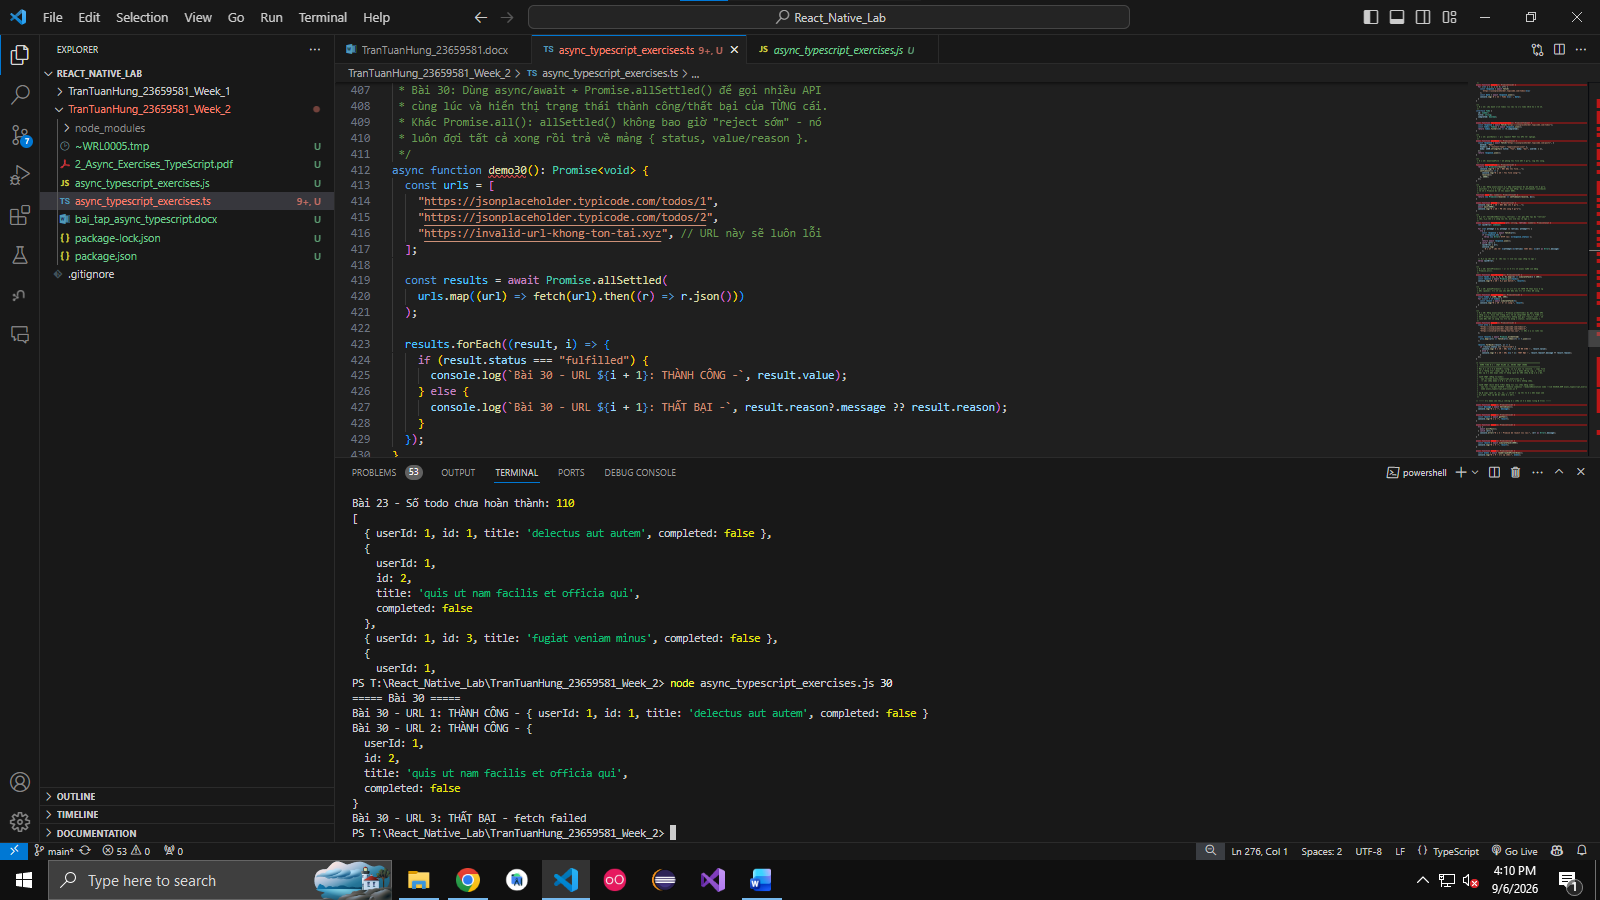 File Edit Selection View Go Run Terminal Help
React_Native_Lab
EXPLORER
REACT_NATIVE_LAB
TranTuanHung_23659581_Week_1
TranTuanHung_23659581_Week_2
node_modules
~WRL0005.tmp U
2_Async_Exercises_TypeScript.pdf U
JS async_typescript_exercises.js U
TS async_typescript_exercises.ts 9+, U
bai_tap_async_typescript.docx U
{} package-lock.json U
{} package.json U
.gitignore
OUTLINE
TIMELINE
DOCUMENTATION
TranTuanHung_23659581.docx
TS async_typescript_exercises.ts 9+, U
JS async_typescript_exercises.js U
TranTuanHung_23659581_Week_2 > TS async_typescript_exercises.ts > ...
407 * Bài 30: Dùng async/await + Promise.allSettled() để gọi nhiều API
408 * cùng lúc và hiển thị trạng thái thành công/thất bại của TỪNG cái.
409 * Khác Promise.all(): allSettled() không bao giờ "reject sớm" - nó
410 * luôn đợi tất cả xong rồi trả về mảng { status, value/reason }.
411 */
412 async function demo30(): Promise<void> {
413 const urls = [
414 "https://jsonplaceholder.typicode.com/todos/1",
415 "https://jsonplaceholder.typicode.com/todos/2",
416 "https://invalid-url-khong-ton-tai.xyz", // URL này sẽ luôn lỗi
417 ];
418
419 const results = await Promise.allSettled(
420 urls.map((url) => fetch(url).then((r) => r.json()))
421 );
422
423 results.forEach((result, i) => {
424 if (result.status === "fulfilled") {
425 console.log(`Bài 30 - URL ${i + 1}: THÀNH CÔNG -`, result.value);
426 } else {
427 console.log(`Bài 30 - URL ${i + 1}: THẤT BẠI -`, result.reason?.message ?? result.reason);
428 }
429 });
430 }
PROBLEMS 53 OUTPUT TERMINAL PORTS DEBUG CONSOLE
powershell
Bài 23 - Số todo chưa hoàn thành: 110
[
{ userId: 1, id: 1, title: 'delectus aut autem', completed: false },
{
userId: 1,
id: 2,
title: 'quis ut nam facilis et officia qui',
completed: false
},
{ userId: 1, id: 3, title: 'fugiat veniam minus', completed: false },
{
userId: 1,
PS T:\React_Native_Lab\TranTuanHung_23659581_Week_2> node async_typescript_exercises.js 30
===== Bài 30 =====
Bài 30 - URL 1: THÀNH CÔNG - { userId: 1, id: 1, title: 'delectus aut autem', completed: false }
Bài 30 - URL 2: THÀNH CÔNG - {
userId: 1,
id: 2,
title: 'quis ut nam facilis et officia qui',
completed: false
}
Bài 30 - URL 3: THẤT BẠI - fetch failed
PS T:\React_Native_Lab\TranTuanHung_23659581_Week_2>
main* 53 0 0
Ln 276, Col 1 Spaces: 2 UTF-8 LF {} TypeScript Go Live
Type here to search
4:10 PM
9/6/2026
1